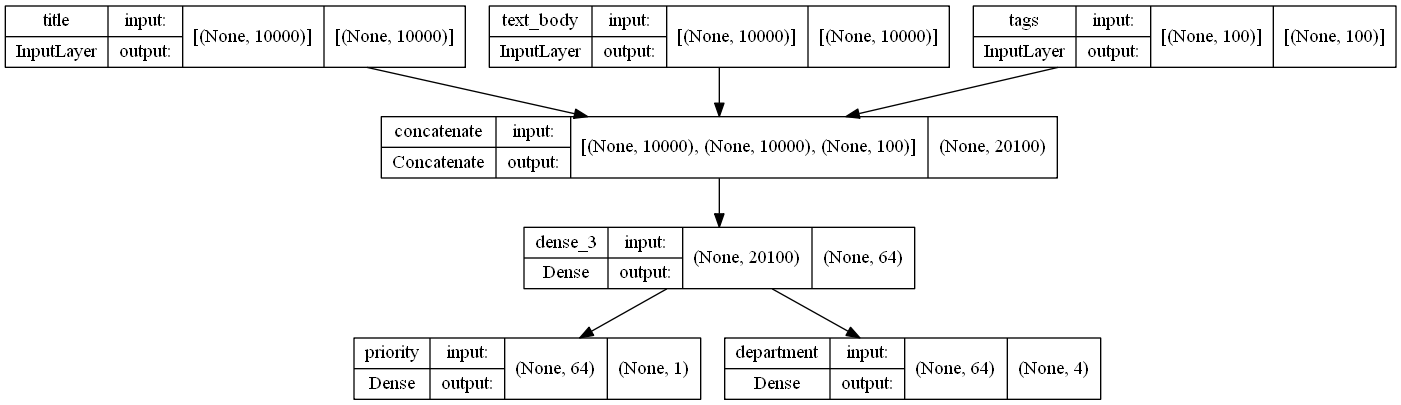 title input: [(None, 10000)] [(None, 10000)]
InputLayer output:
text_body input: [(None, 10000)] [(None, 10000)]
InputLayer output:
tags input: [(None, 100)] [(None, 100)]
InputLayer output:
concatenate input: [(None, 10000), (None, 10000), (None, 100)] (None, 20100)
Concatenate output:
dense_3 input: (None, 20100) (None, 64)
Dense output:
priority input: (None, 64) (None, 1)
Dense output:
department input: (None, 64) (None, 4)
Dense output: